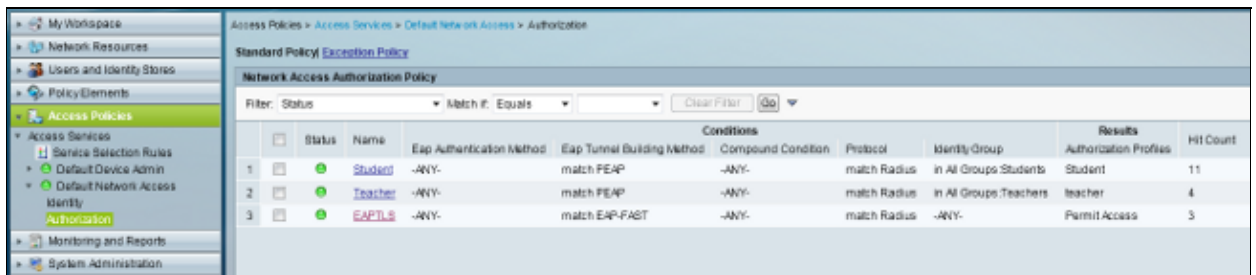 My Workspace
Network Resources
Users and Identity Stores
Policy Elements
Access Policies
Access Services
Service Selection Rules
Default Device Admin
Default Network Access
Identity
Authorization
Monitoring and Reports
System Administration
Access Policies > Access Services > Default Network Access > Authorization
Standard Policy| Exception Policy
Network Access Authorization Policy
Filter: Status Match if: Equals Clear Filter Go
Conditions Results
Status Name Eap Authentication Method Eap Tunnel Building Method Compound Condition Protocol Identity Group Authorization Profiles Hit Count
1 Student -ANY- match PEAP -ANY- match Radius in All Groups:Students Student 11
2 Teacher -ANY- match PEAP -ANY- match Radius in All Groups:Teachers teacher 4
3 EAPTLS -ANY- match EAP-FAST -ANY- match Radius -ANY- Permit Access 3